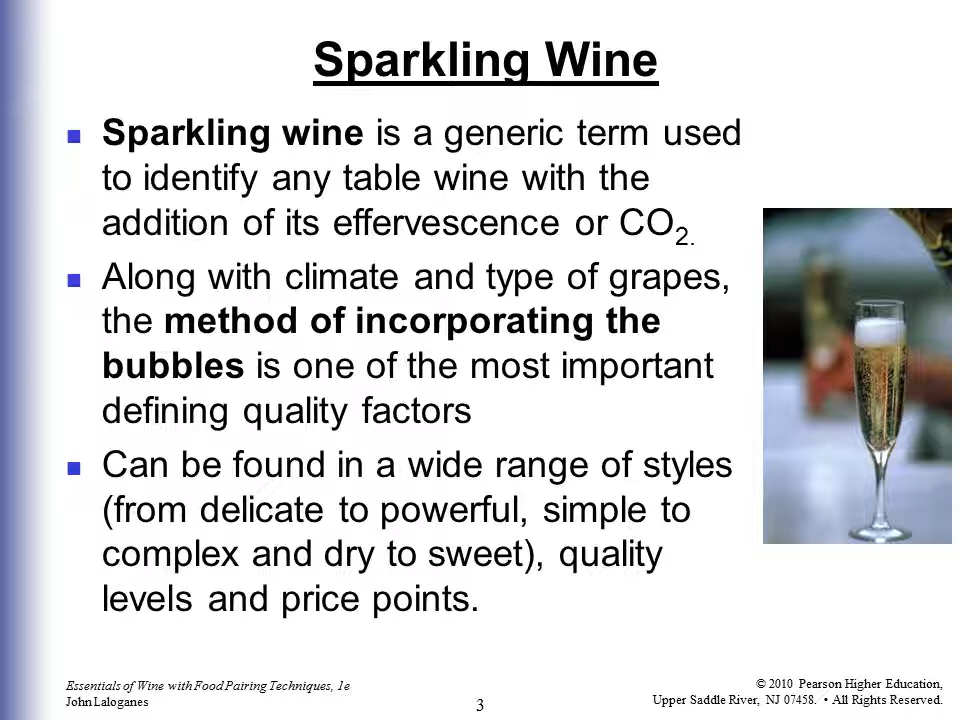 Sparkling Wine
Sparkling wine is a generic term used
to identify any table wine with the
addition of its effervescence or CO2.
Along with climate and type of grapes,
the method of incorporating the
bubbles is one of the most important
defining quality factors
Can be found in a wide range of styles
(from delicate to powerful, simple to
complex and dry to sweet), quality
levels and price points.
Essentials of Wine with Food Pairing Techniques, 1e
John Laloganes
3
© 2010 Pearson Higher Education,
Upper Saddle River, NJ 07458. • All Rights Reserved.